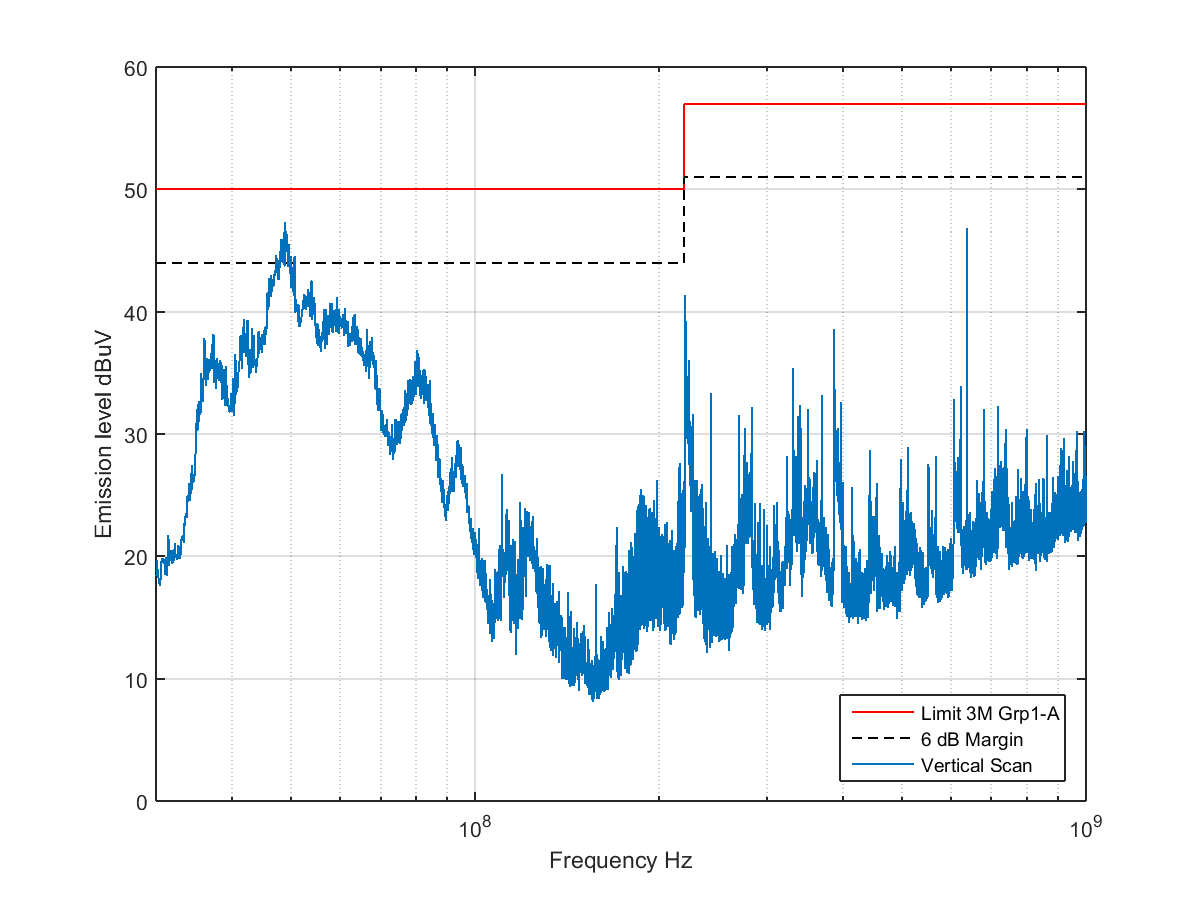 60
50
40
30
20
10
0
Emission level dBuV
10^8
10^9
Frequency Hz
Limit 3M Grp1-A
6 dB Margin
Vertical Scan